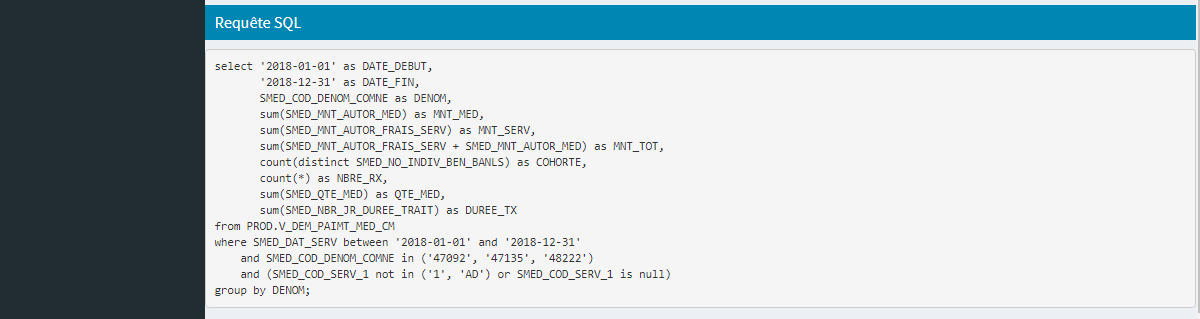 Requête SQL
select '2018-01-01' as DATE_DEBUT,
'2018-12-31' as DATE_FIN,
SMED_COD_DENOM_COMNE as DENOM,
sum(SMED_MNT_AUTOR_MED) as MNT_MED,
sum(SMED_MNT_AUTOR_FRAIS_SERV) as MNT_SERV,
sum(SMED_MNT_AUTOR_FRAIS_SERV + SMED_MNT_AUTOR_MED) as MNT_TOT,
count(distinct SMED_NO_INDIV_BEN_BANLS) as COHORTE,
count(*) as NBRE_RX,
sum(SMED_QTE_MED) as QTE_MED,
sum(SMED_NBR_JR_DUREE_TRAIT) as DUREE_TX
from PROD.V_DEM_PAIMT_MED_CM
where SMED_DAT_SERV between '2018-01-01' and '2018-12-31'
and SMED_COD_DENOM_COMNE in ('47092', '47135', '48222')
and (SMED_COD_SERV_1 not in ('1', 'AD') or SMED_COD_SERV_1 is null)
group by DENOM;